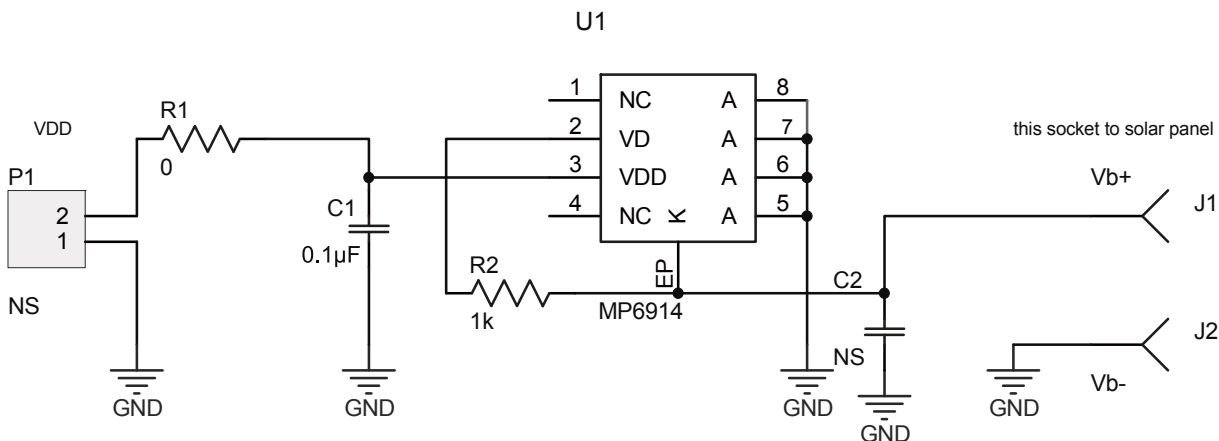 U1
1
NC
A
8
R1
VDD
2
VD
A
7
this socket to solar panel
0
P1
3
VDD
A
6
Vb+
2
C1
4
NC
K
A
5
J1
1
0.1µF
R2
EP
C2
NS
1k
MP6914
J2
NS
GND
GND
GND
GND
Vb-
GND